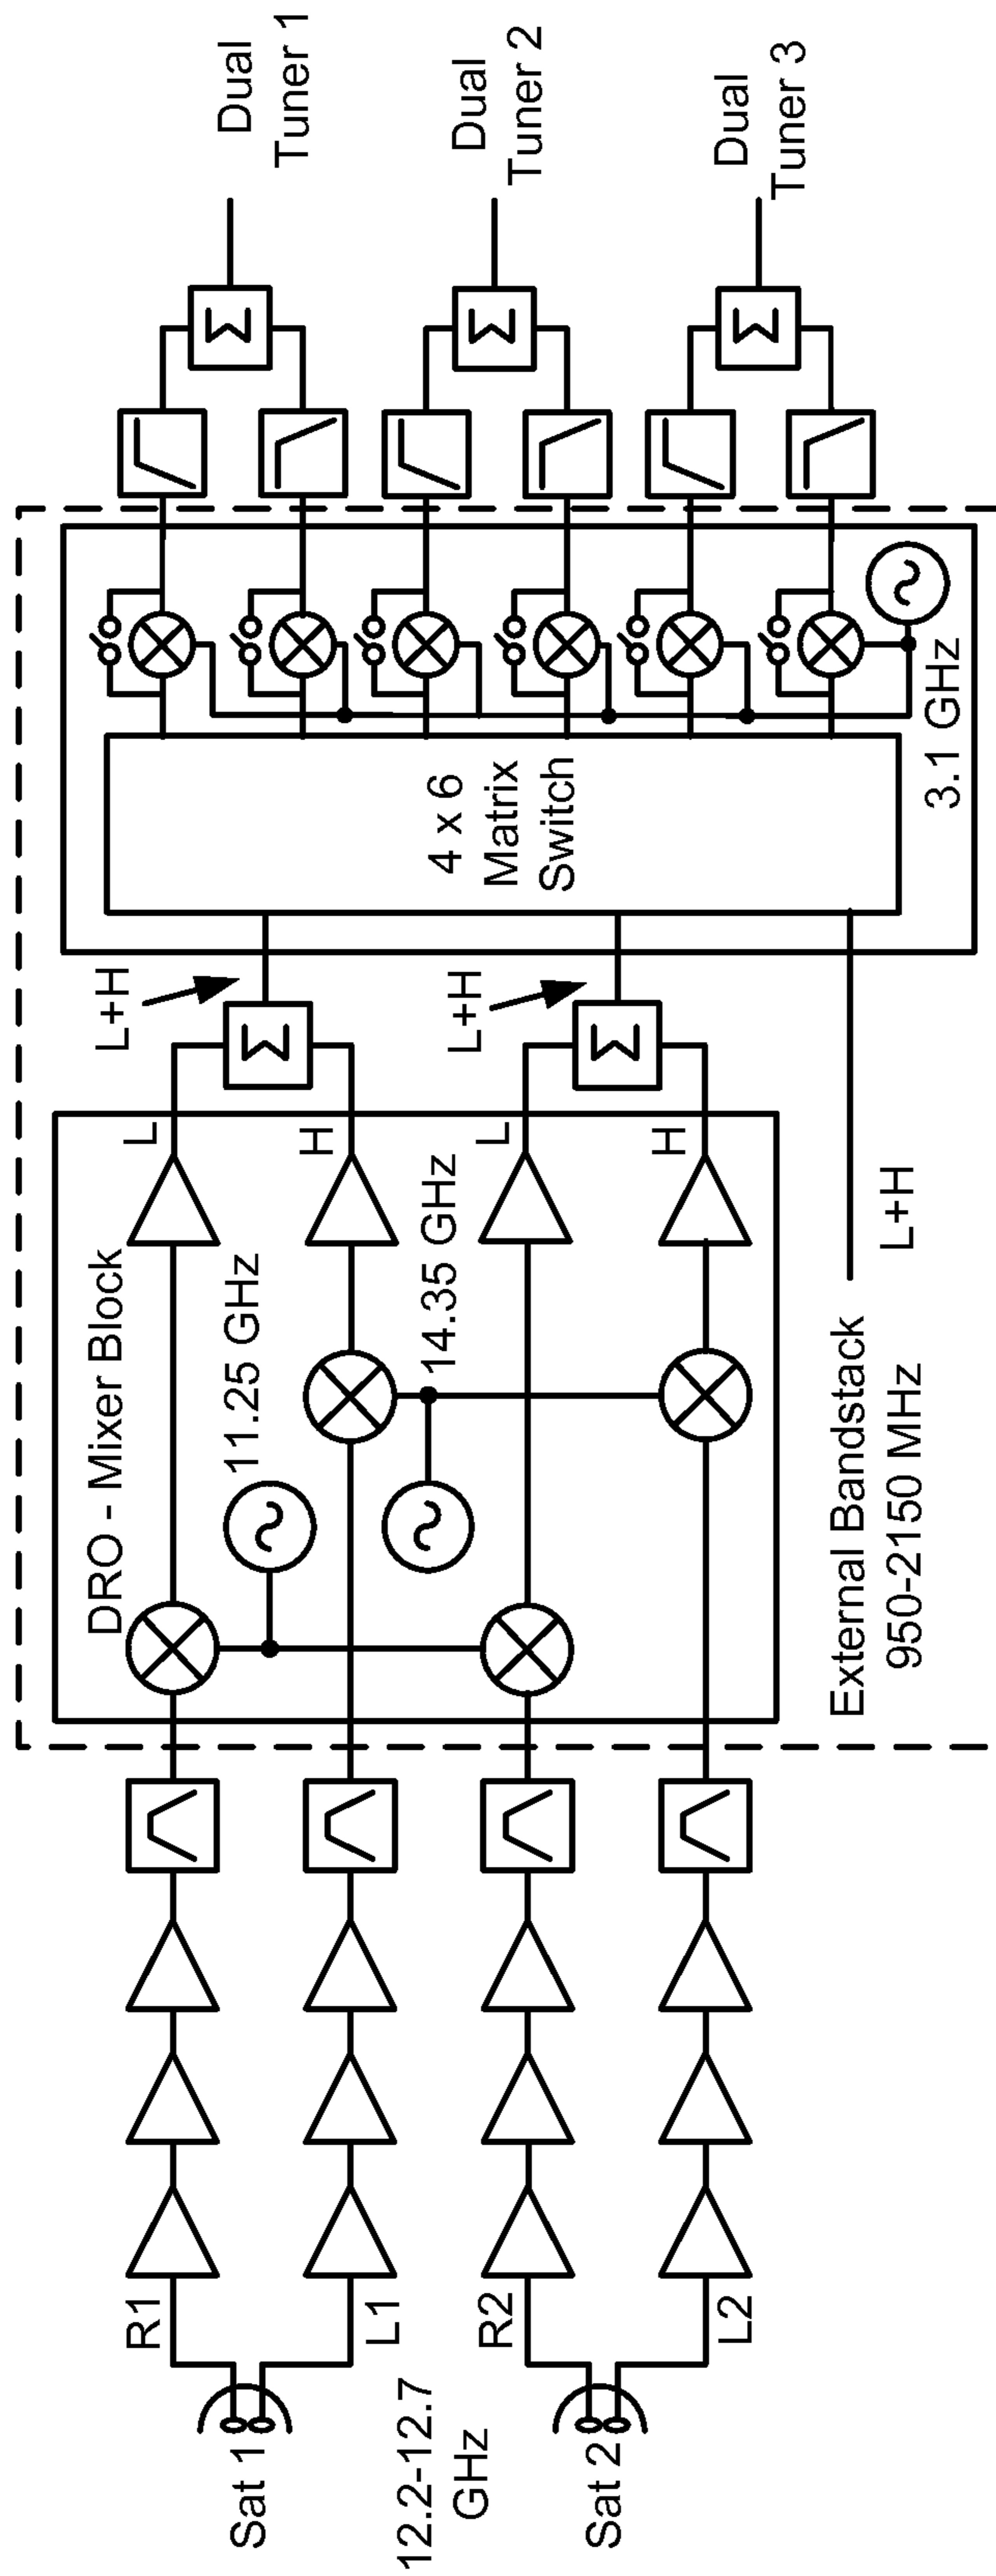 Sat 1
12.2-12.7
GHz
Sat 2
R1
L1
R2
L2
DRO - Mixer Block
11.25 GHz
14.35 GHz
L
H
L
H
L+H
L+H
External Bandstack
950-2150 MHz
L+H
4 x 6
Matrix
Switch
3.1 GHz
Dual
Tuner 1
Dual
Tuner 2
Dual
Tuner 3
Σ
Σ
Σ
Σ
Σ